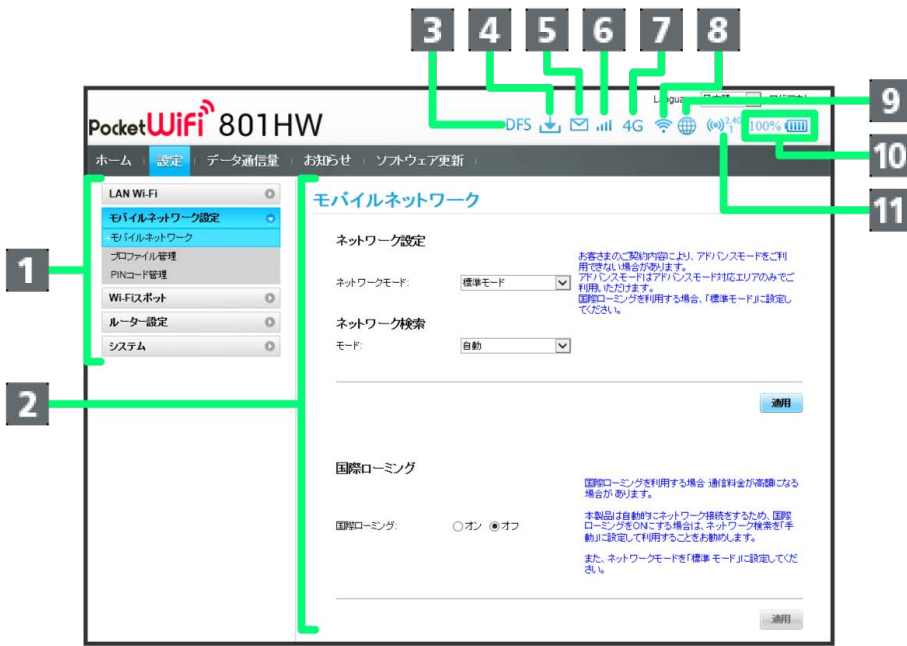 3 4 5 6 7 8
9
10
11
1
2
PocketWiFi 801HW
DFS 4G 2.4G 1 100%
ホーム 設定 データ通信量 お知らせ ソフトウェア更新
LAN Wi-Fi
モバイルネットワーク設定
モバイルネットワーク
プロファイル管理
PINコード管理
Wi-Fiスポット
ルーター設定
システム
モバイルネットワーク
ネットワーク設定
お客さまのご契約内容により、アドバンスモードをご利
用できない場合があります。
アドバンスモードはアドバンスモード対応エリアのみでご
利用いただけます。
国際ローミングを利用する場合、「標準モード」に設定し
てください。
ネットワークモード: 標準モード
ネットワーク検索
モード: 自動
適用
国際ローミング
国際ローミングを利用する場合 通信料金が高額になる
場合があります。
本製品は自動的にネットワーク接続をするため、国際
ローミングをONにする場合は、ネットワーク検索を「手
動」に設定して利用することをお勧めします。
また、ネットワークモードを「標準 モード」に設定してくだ
さい。
国際ローミング: オン オフ
適用